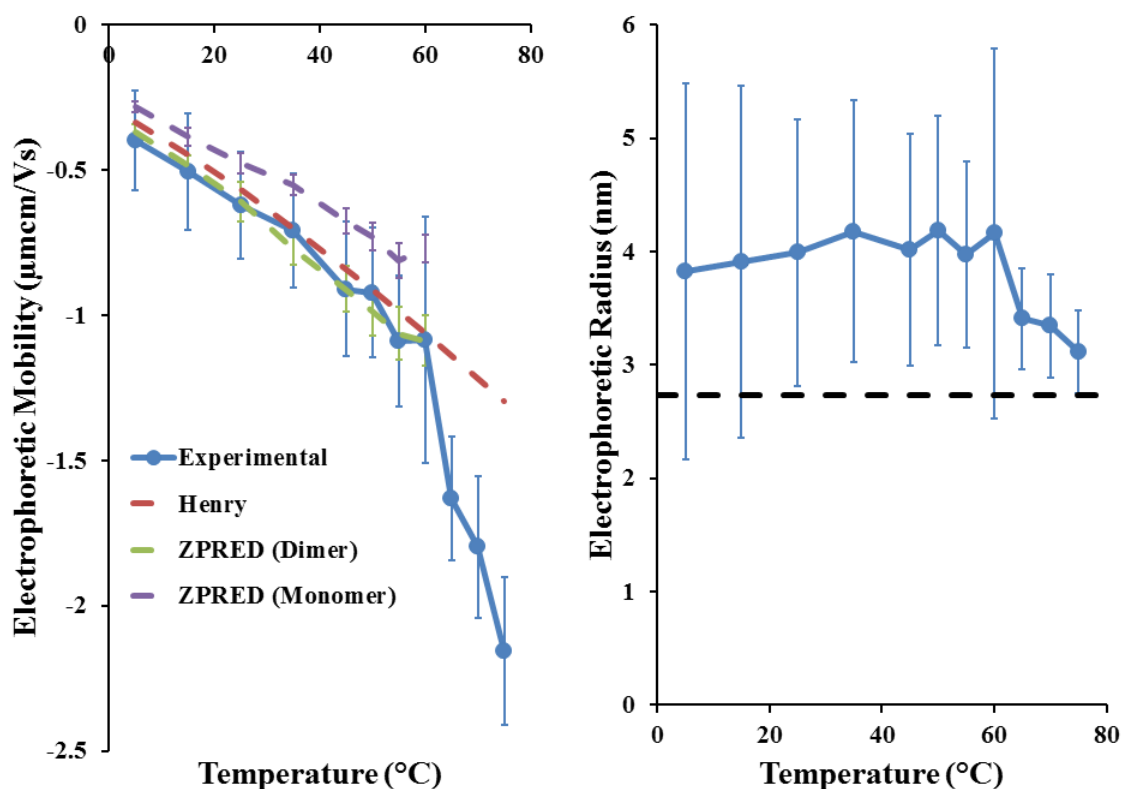 0
0
20
40
60
80
-0.5
-1
-1.5
-2
-2.5
Electrophoretic Mobility (µmcm/Vs)
Temperature (°C)
Experimental
Henry
ZPRED (Dimer)
ZPRED (Monomer)
6
5
4
3
2
1
0
0
20
40
60
80
Electrophoretic Radius (nm)
Temperature (°C)